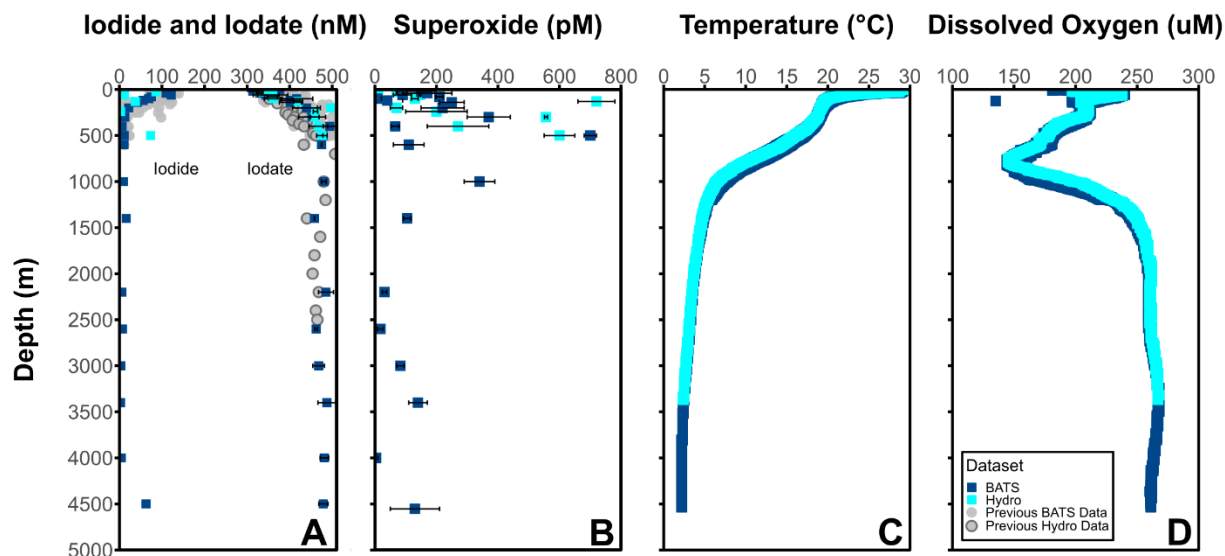 Iodide and Iodate (nM)
Superoxide (pM)
Temperature (°C)
Dissolved Oxygen (uM)
0 100 200 300 400 500
0 200 400 600 800
0 5 10 15 20 25 30
100 150 200 250 300
0
500
1000
1500
2000
2500
3000
3500
4000
4500
5000
Depth (m)
Iodide
Iodate
Dataset
BATS
Hydro
Previous BATS Data
Previous Hydro Data
A
B
C
D